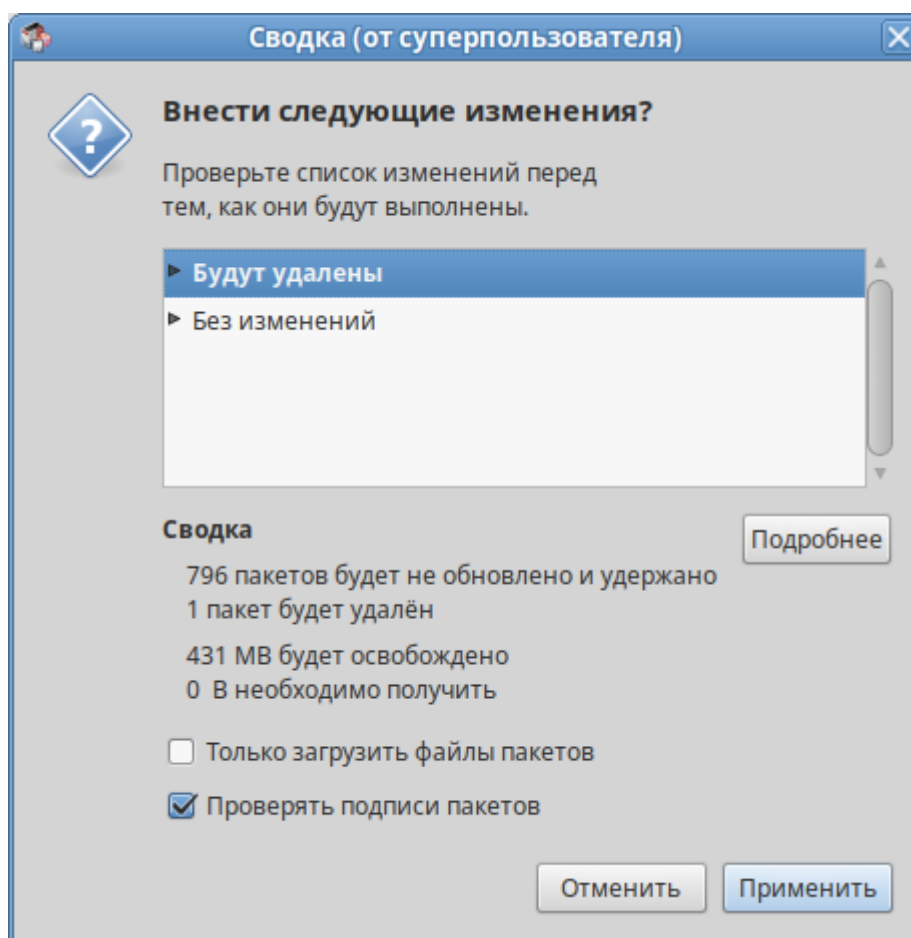 Сводка (от суперпользователя)
Внести следующие изменения?
Проверьте список изменений перед
тем, как они будут выполнены.
Будут удалены
Без изменений
Сводка
Подробнее
796 пакетов будет не обновлено и удержано
1 пакет будет удалён
431 MB будет освобождено
0 B необходимо получить
Только загрузить файлы пакетов
Проверять подписи пакетов
Отменить
Применить